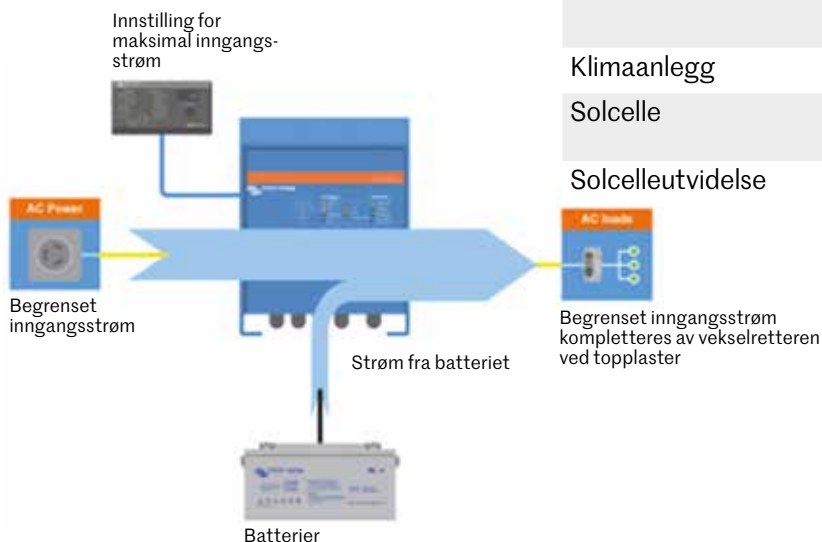 Innstilling for
maksimal inngangs-
strøm
Klimaanlegg
Solcelle
Solcelleutvidelse
AC Power
AC loads
Begrenset
inngangsstrøm
Begrenset inngangsstrøm
kompletteres av vekselretteren
ved topplaster
Strøm fra batteriet
Batterier